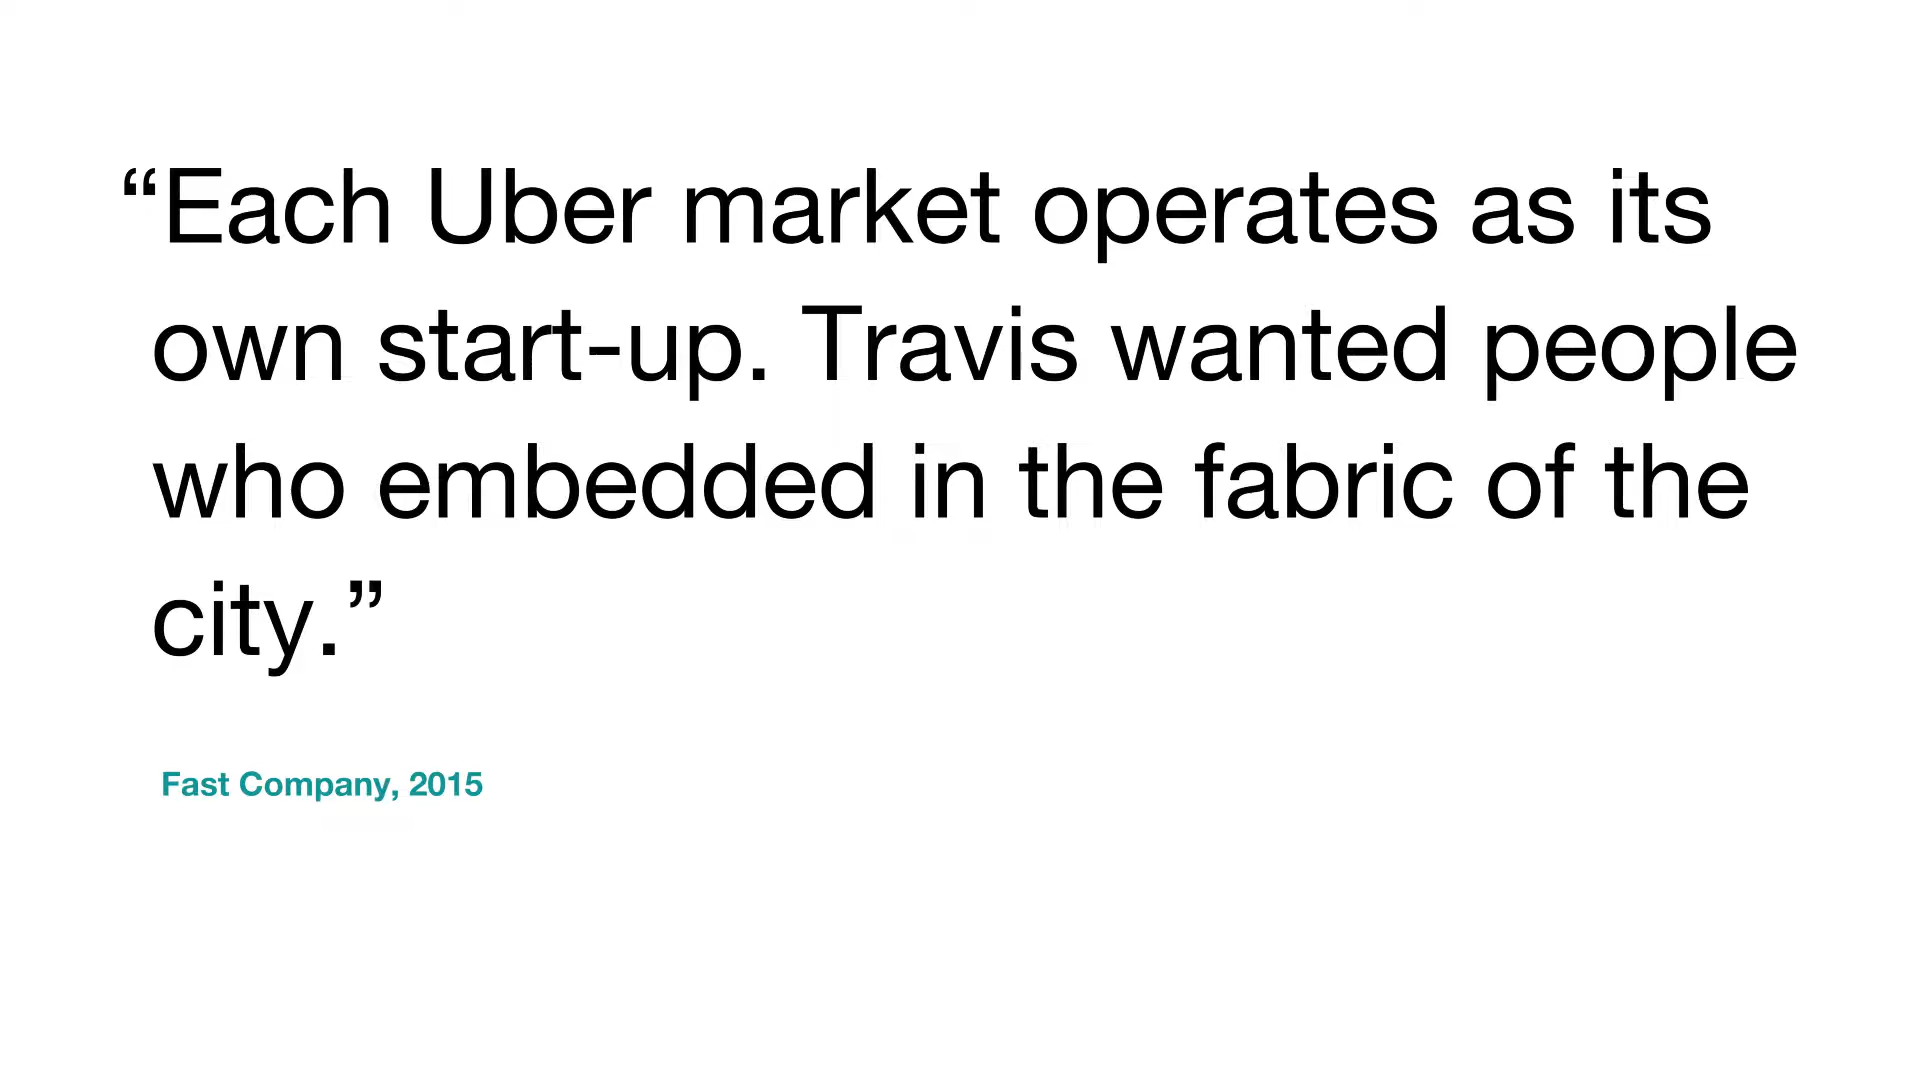 “Each Uber market operates as its
own start-up. Travis wanted people
who embedded in the fabric of the
city.”
Fast Company, 2015